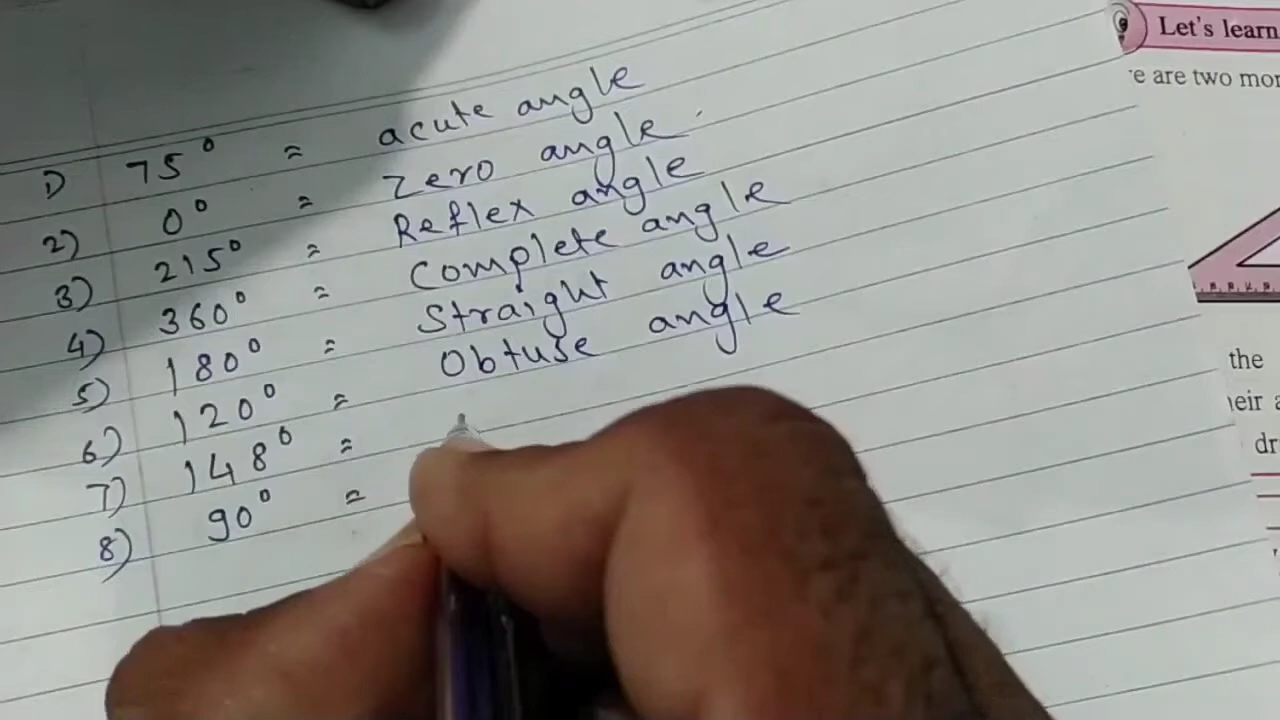 1) 75° = acute angle
2) 0° = Zero angle
3) 215° = Reflex angle
4) 360° = Complete angle
5) 180° = Straight angle
6) 120° = Obtuse angle
7) 148° =
8) 90° =
Let's learn
e are two mor
the
eir a
dr